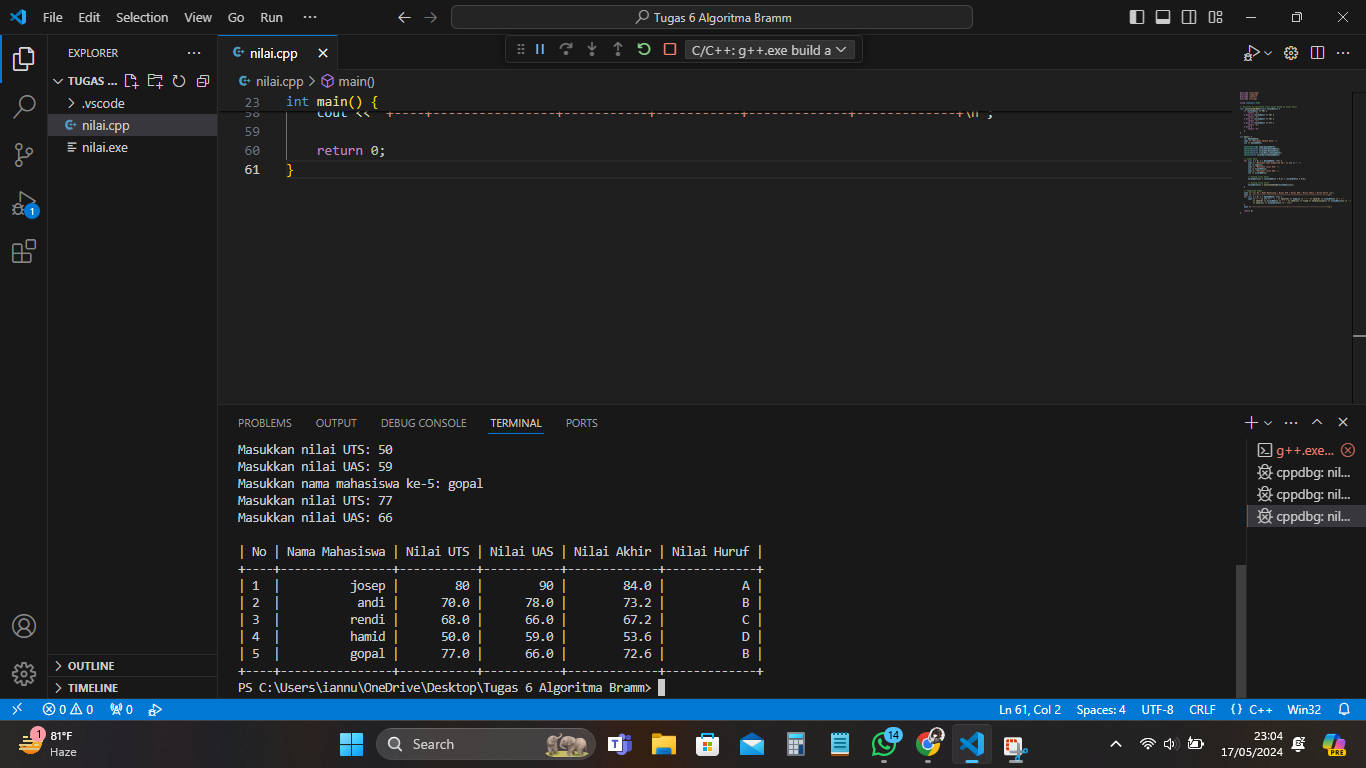 File Edit Selection View Go Run ···
Tugas 6 Algoritma Bramm
EXPLORER ···
nilai.cpp
C/C++: g++.exe build a
TUGAS ...
.vscode
nilai.cpp
nilai.exe
nilai.cpp > main()
23 int main() {
58 cout << "+----+----------------+-----------+-----------+-------------+-------------+\n";
59
60 return 0;
61 }
1
PROBLEMS OUTPUT DEBUG CONSOLE TERMINAL PORTS
Masukkan nilai UTS: 50
Masukkan nilai UAS: 59
Masukkan nama mahasiswa ke-5: gopal
Masukkan nilai UTS: 77
Masukkan nilai UAS: 66
| No | Nama Mahasiswa | Nilai UTS | Nilai UAS | Nilai Akhir | Nilai Huruf |
+----+----------------+-----------+-----------+-------------+-------------+
| 1 | josep | 80 | 90 | 84.0 | A |
| 2 | andi | 70.0 | 78.0 | 73.2 | B |
| 3 | rendi | 68.0 | 66.0 | 67.2 | C |
| 4 | hamid | 50.0 | 59.0 | 53.6 | D |
| 5 | gopal | 77.0 | 66.0 | 72.6 | B |
+----+----------------+-----------+-----------+-------------+-------------+
PS C:\Users\iannu\OneDrive\Desktop\Tugas 6 Algoritma Bramm>
g++.exe...
cppdbg: nil...
cppdbg: nil...
cppdbg: nil...
OUTLINE
TIMELINE
0 0 0
Ln 61, Col 2 Spaces: 4 UTF-8 CRLF {} C++ Win32
1
81°F
Haze
Search
14
23:04
17/05/2024
PRE